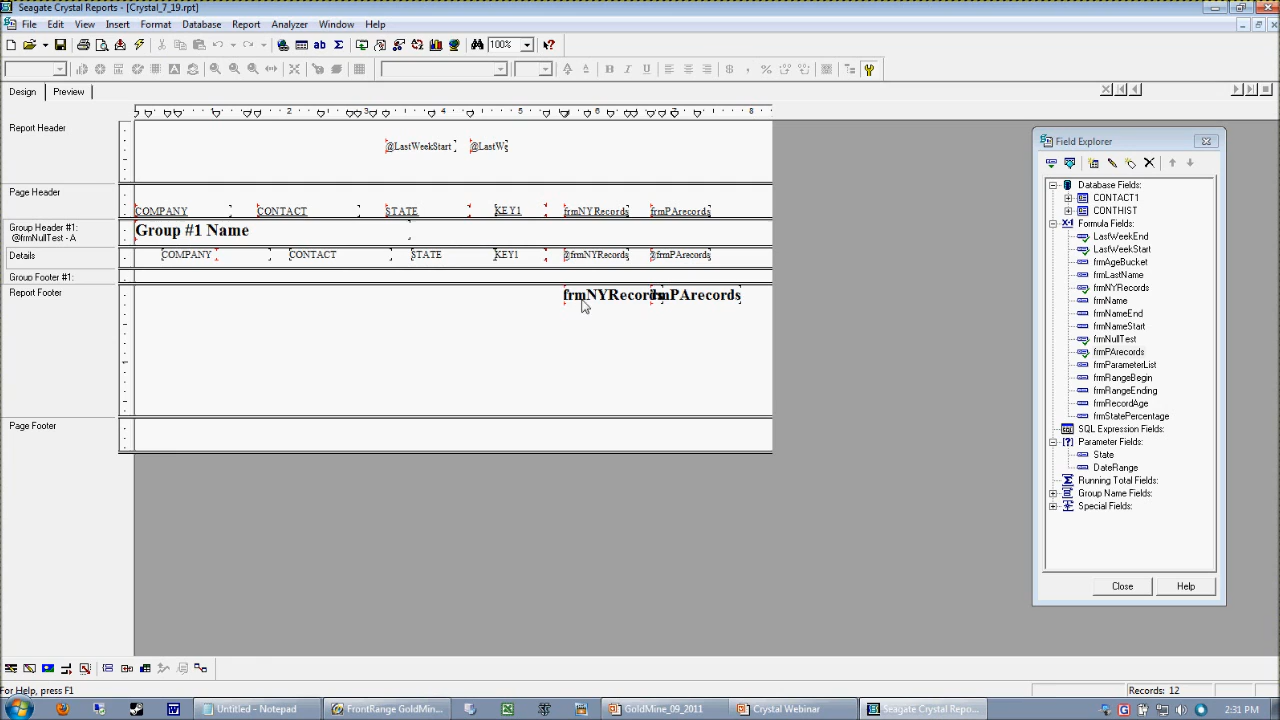 Seagate Crystal Reports - [Crystal_7_19.rpt]
File Edit View Insert Format Database Report Analyzer Window Help
100%
Design Preview
Report Header
@LastWeekStart @LastW
Page Header
COMPANY CONTACT STATE KEY1 frmNYRecords frmPArecords
Group Header #1:
@frmNullTest - A
Group #1 Name
Details
COMPANY CONTACT STATE KEY1 @frmNYRecords @frmPArecords
Group Footer #1:
Report Footer
frmNYRecords frmPArecords
Page Footer
Field Explorer
Database Fields:
CONTACT1
CONTHIST
Formula Fields:
LastWeekEnd
LastWeekStart
frmAgeBucket
frmLastName
frmNYRecords
frmName
frmNameEnd
frmNameStart
frmNullTest
frmPArecords
frmParameterList
frmRangeBegin
frmRangeEnding
frmRecordAge
frmStatePercentage
SQL Expression Fields:
Parameter Fields:
State
DateRange
Running Total Fields:
Group Name Fields:
Special Fields:
Close Help
For Help, press F1
Records: 12
Untitled - Notepad FrontRange GoldMin... GoldMine_09_2011 Crystal Webinar Seagate Crystal Repo... 2:31 PM